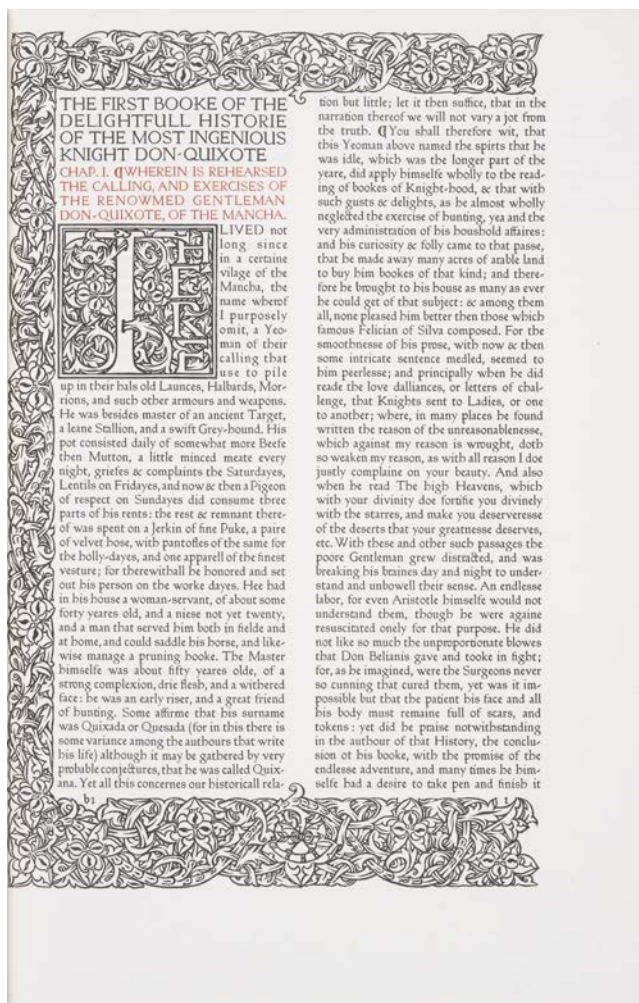 THE FIRST BOOKE OF THE
DELIGHTFULL HISTORIE
OF THE MOST INGENIOUS
KNIGHT DON-QUIXOTE
CHAP. I. ¶WHEREIN IS REHEARSED
THE CALLING, AND EXERCISES OF
THE RENOWMED GENTLEMAN
DON-QUIXOTE, OF THE MANCHA.
THERE
LIVED not
long since
in a certaine
vilage of the
Mancha, the
name wherof
I purposely
omit, a Yeo-
man of their
calling that
use to pile
up in their hals old Launces, Halbards, Mor-
rions, and such other armours and weapons.
He was besides master of an ancient Target,
a leane Stallion, and a swift Grey-hound. His
pot consisted daily of somewhat more Beefe
then Mutton, a little minced meate every
night, griefes & complaints the Saturdayes,
Lentils on Fridayes, and now & then a Pigeon
of respect on Sundayes did consume three
parts of his rents: the rest & remnant there-
of was spent on a Jerkin of fine Puke, a paire
of velvet hose, with pantofles of the same for
the holly-dayes, and one apparell of the finest
vesture; for therewithall he honored and set
out his person on the worke dayes. Hee had
in his house a woman-servant, of about some
forty yeares old, and a niese not yet twenty,
and a man that served him both in fielde and
at home, and could saddle his horse, and like-
wise manage a pruning hooke. The Master
himselfe was about fifty yeares olde, of a
strong complexion, drie flesh, and a withered
face: he was an early riser, and a great friend
of hunting. Some affirme that his surname
was Quixada or Quesada (for in this there is
some variance among the authours that write
his life) although it may be gathered by very
probable conjectures, that he was called Quix-
ana. Yet all this concernes our historicall rela-
b1
tion but little; let it then suffice, that in the
narration thereof we will not vary a jot from
the truth. ¶You shall therefore wit, that
this Yeoman above named the spirts that he
was idle, which was the longer part of the
yeare, did apply himselfe wholly to the read-
ing of bookes of Knight-hood, & that with
such gusts & delights, as he almost wholly
neglected the exercise of hunting, yea and the
very administration of his houshold affaires:
and his curiosity & folly came to that passe,
that he made away many acres of arable land
to buy him bookes of that kind; and there-
fore he brought to his house as many as ever
he could get of that subject: & among them
all, none pleased him better then those which
famous Felician of Silva composed. For the
smoothnesse of his prose, with now & then
some intricate sentence medled, seemed to
him peerlesse; and principally when he did
reade the love dalliances, or letters of chal-
lenge, that Knights sent to Ladies, or one
to another; where, in many places he found
written the reason of the unreasonablenesse,
which against my reason is wrought, doth
so weaken my reason, as with all reason I doe
justly complaine on your beauty. And also
when he read The high Heavens, which
with your divinity doe fortifie you divinely
with the starres, and make you deserveresse
of the deserts that your greatnesse deserves,
etc. With these and other such passages the
poore Gentleman grew distracted, and was
breaking his braines day and night to under-
stand and unbowell their sense. An endlesse
labor, for even Aristotle himselfe would not
understand them, though he were againe
resuscitated onely for that purpose. He did
not like so much the unproportionate blowes
that Don Belianis gave and tooke in fight;
for, as he imagined, were the Surgeons never
so cunning that cured them, yet was it im-
possible but that the patient his face and all
his body must remaine full of scars, and
tokens: yet did he praise notwithstanding
in the authour of that History, the conclu-
sion of his booke, with the promise of the
endlesse adventure, and many times he him-
selfe had a desire to take pen and finish it